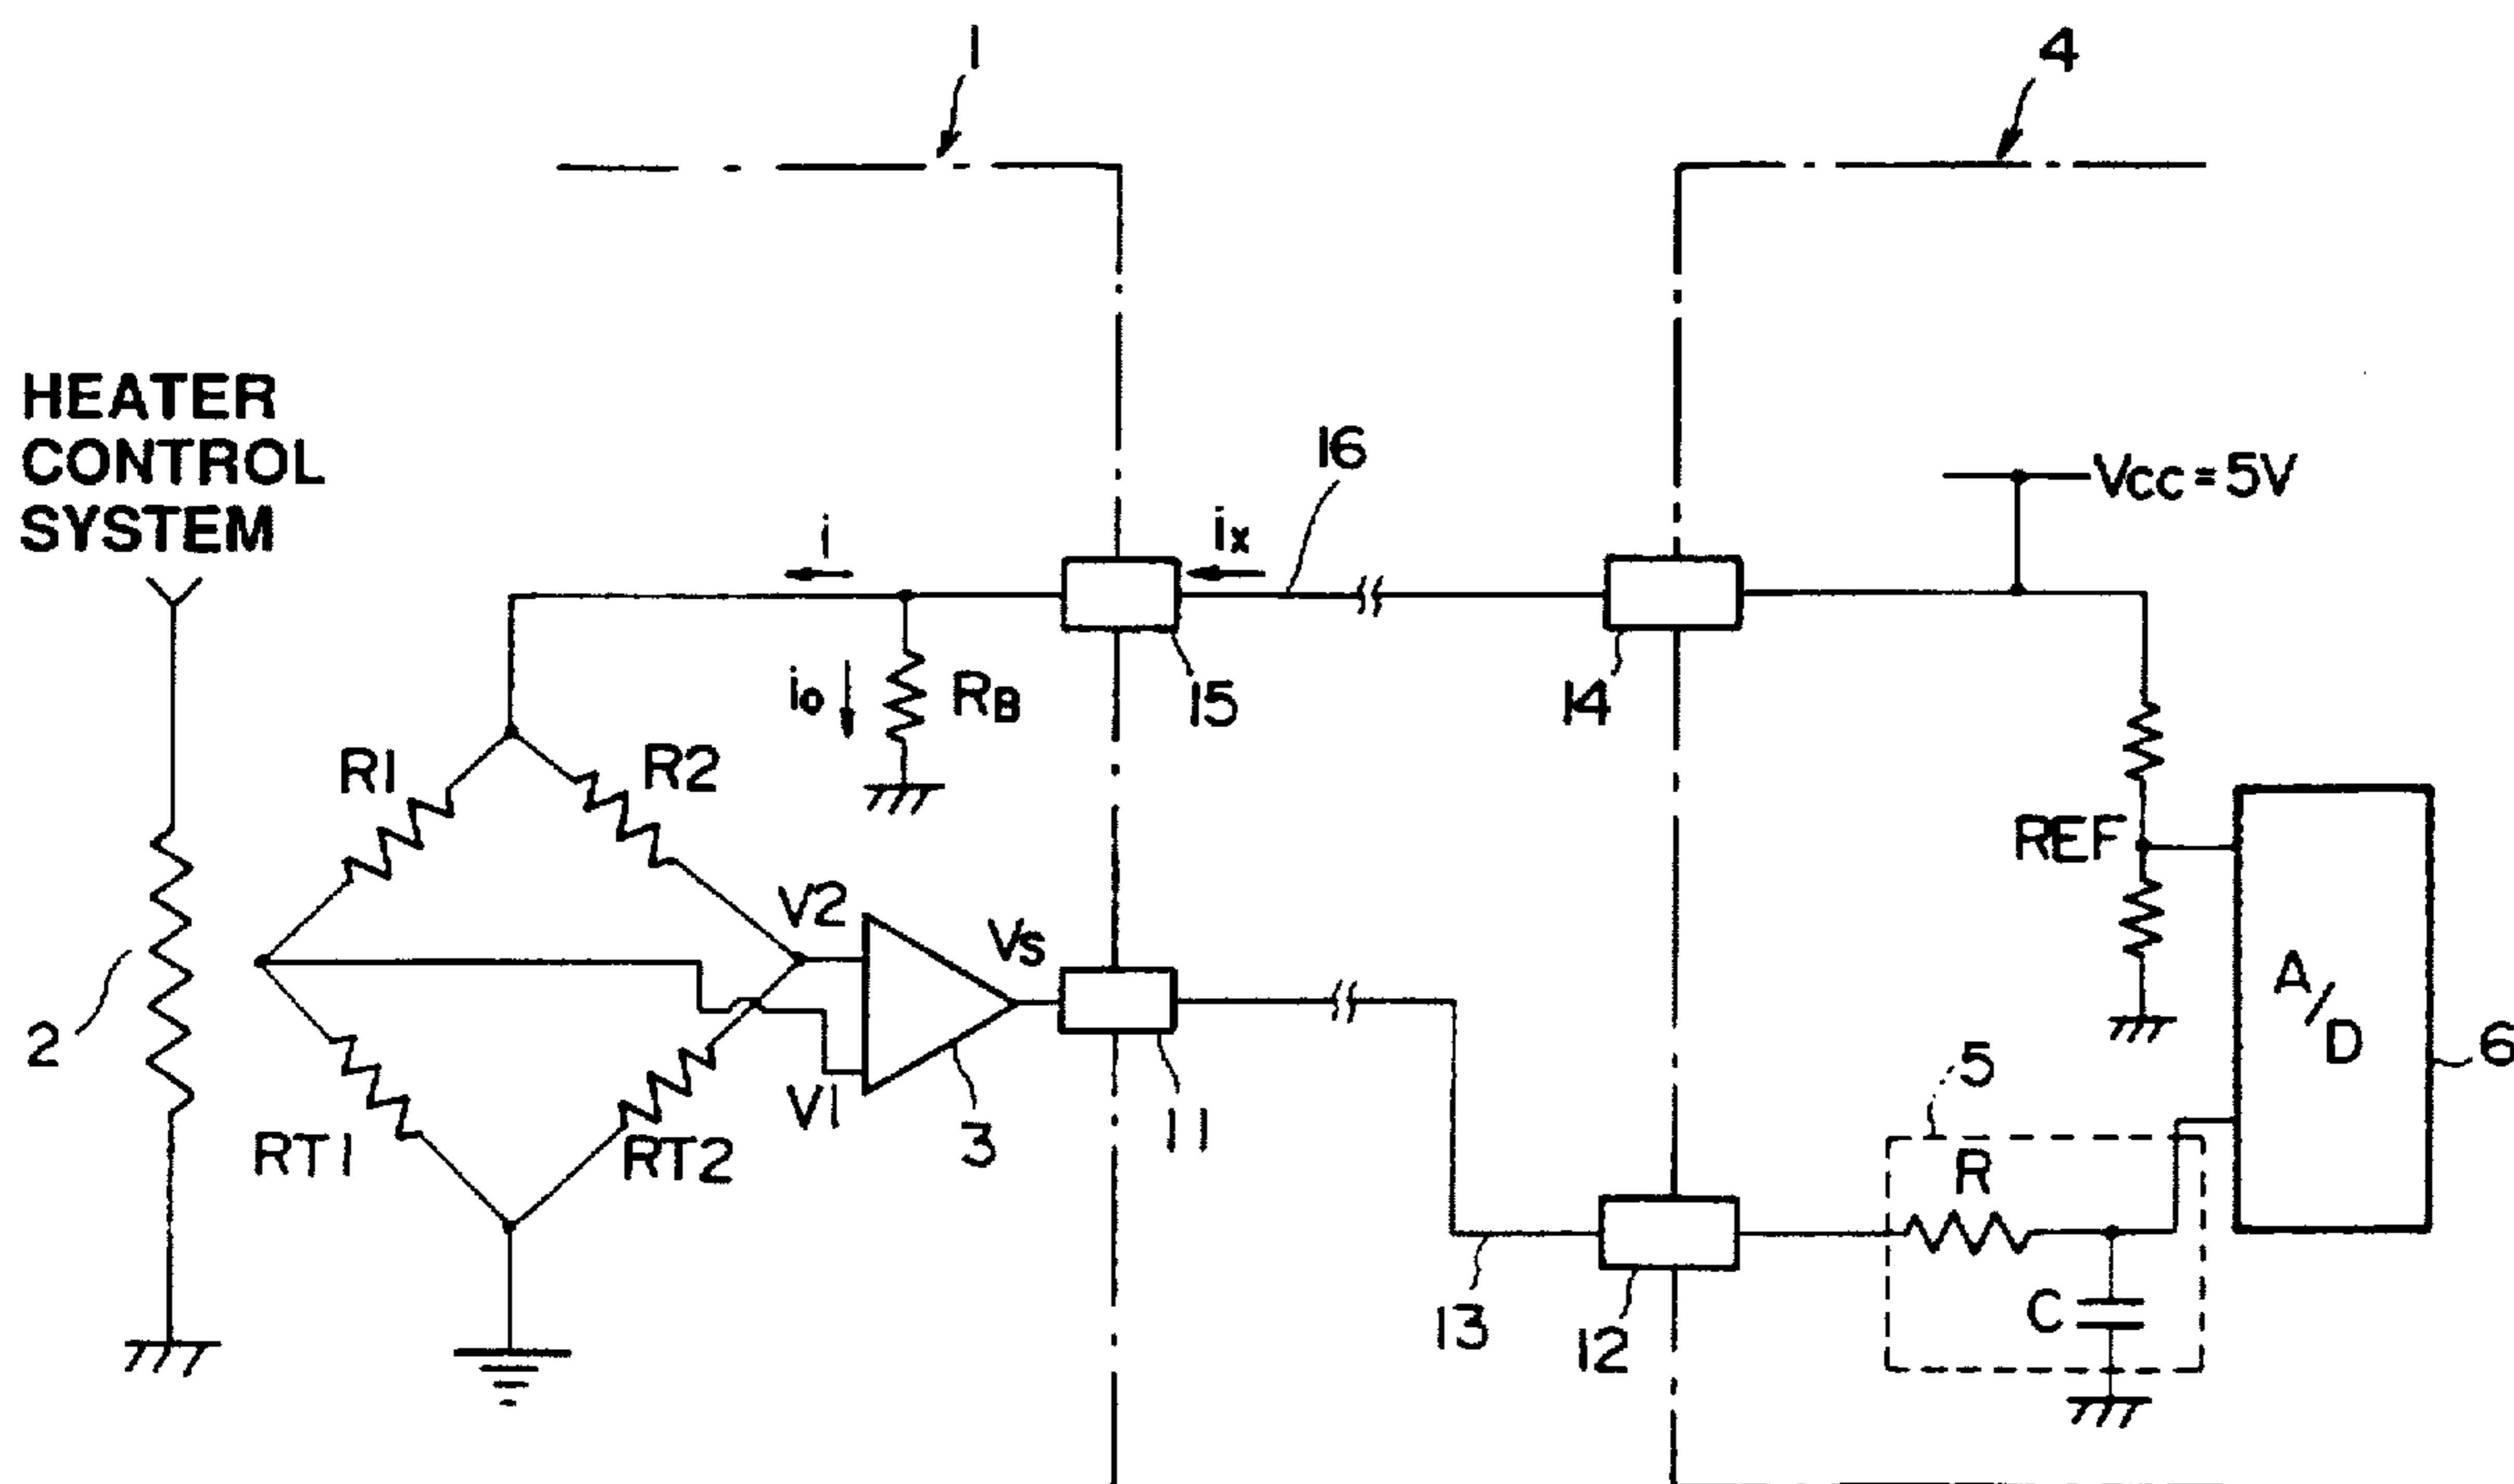 1
4
HEATER
CONTROL
SYSTEM
16
Vcc=5V
i
ix
io
RB
15
14
R1
R2
REF
V2
Vs
A/D
2
5
6
V1
3
11
RT1
RT2
R
13
12
C